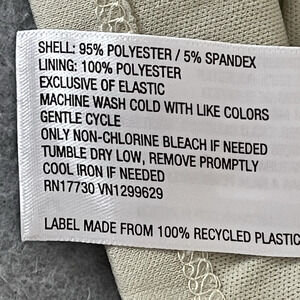 SHELL: 95% POLYESTER / 5% SPANDEX
LINING: 100% POLYESTER
EXCLUSIVE OF ELASTIC
MACHINE WASH COLD WITH LIKE COLORS
GENTLE CYCLE
ONLY NON-CHLORINE BLEACH IF NEEDED
TUMBLE DRY LOW, REMOVE PROMPTLY
COOL IRON IF NEEDED
RN17730 VN1299629
LABEL MADE FROM 100% RECYCLED PLASTIC